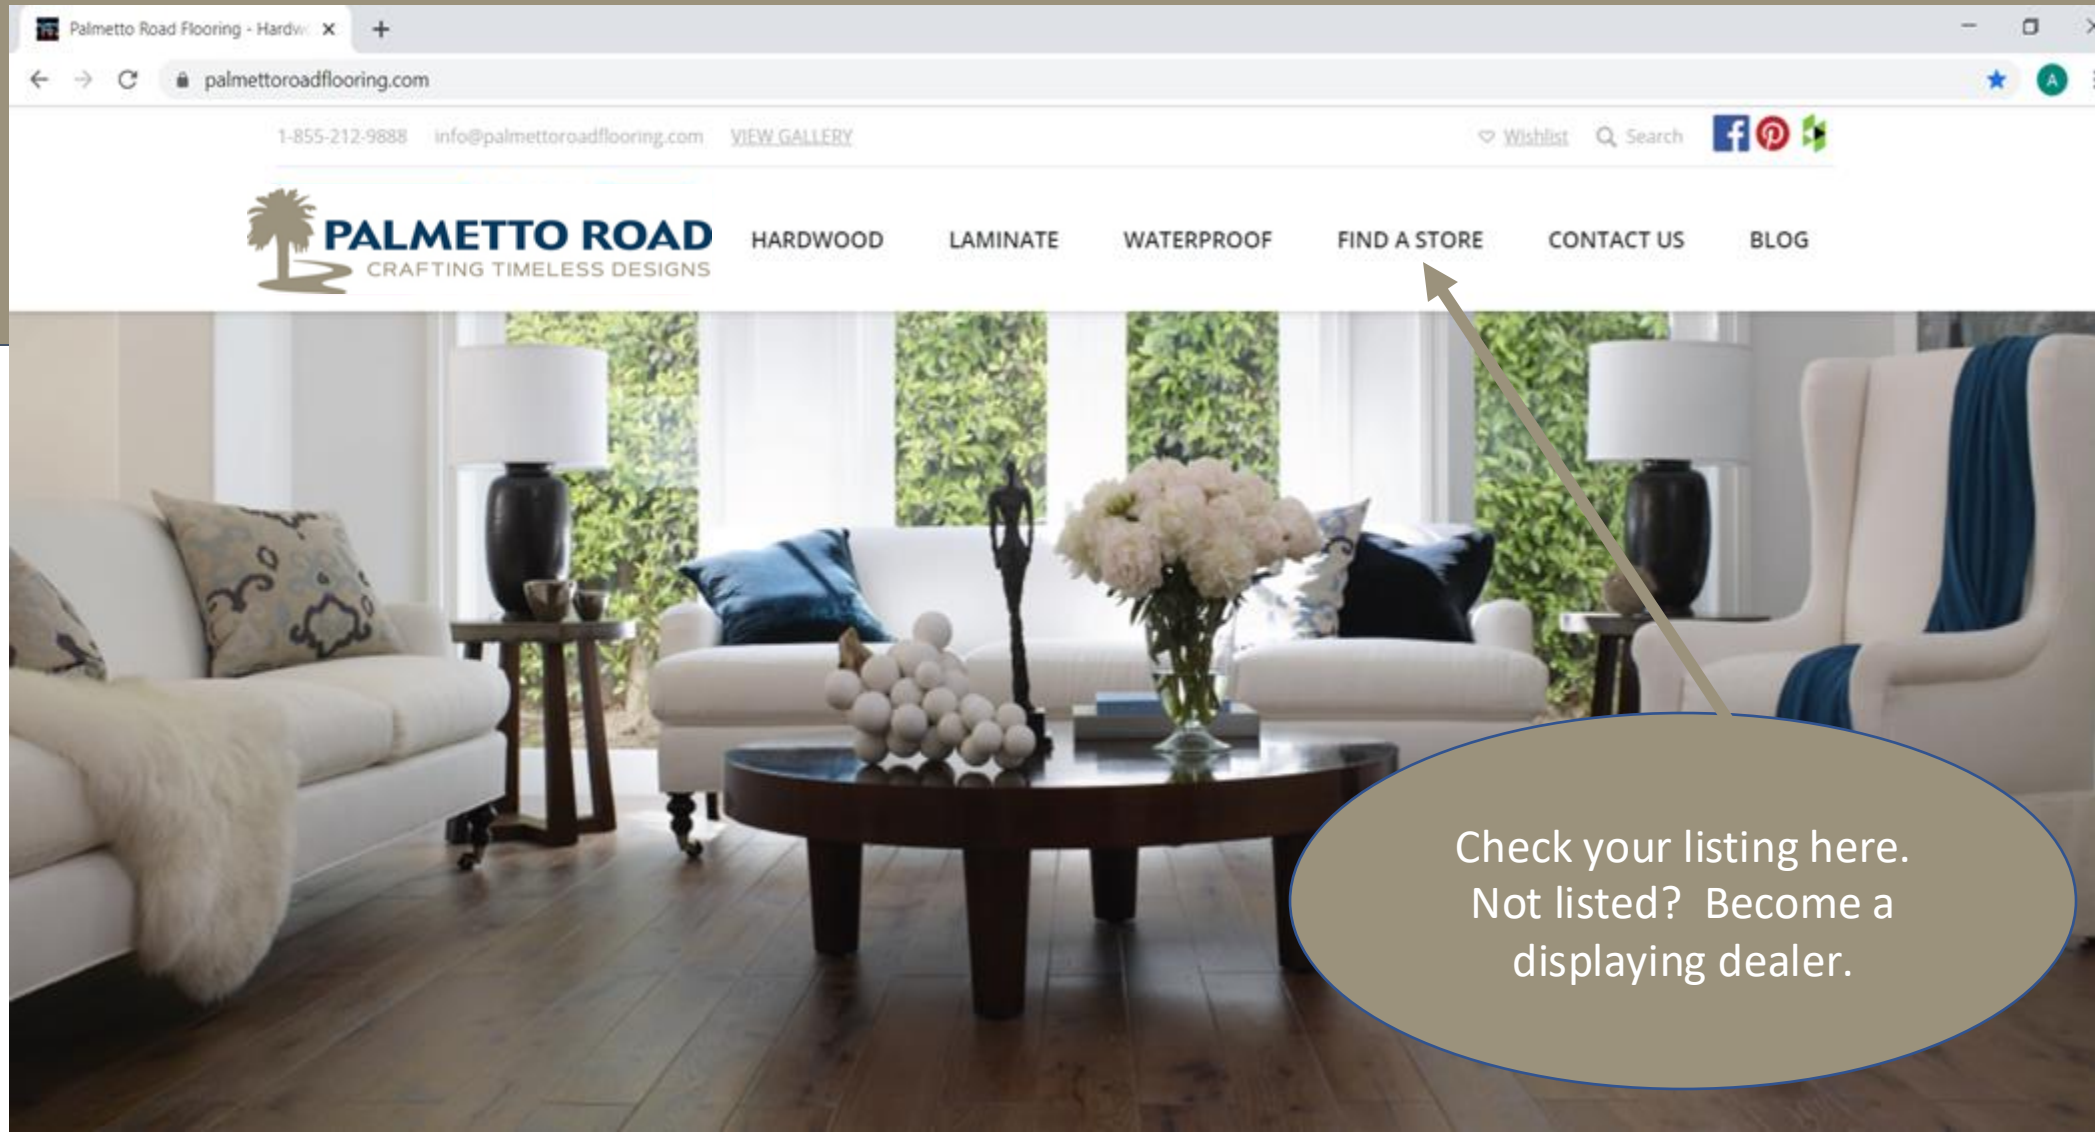 Palmetto Road Flooring - Hardw
palmettoroadflooring.com
A
1-855-212-9888 info@palmettoroadflooring.com VIEW GALLERY Wishlist Search
PALMETTO ROAD
CRAFTING TIMELESS DESIGNS
HARDWOOD LAMINATE WATERPROOF FIND A STORE CONTACT US BLOG
Check your listing here.
Not listed? Become a
displaying dealer.